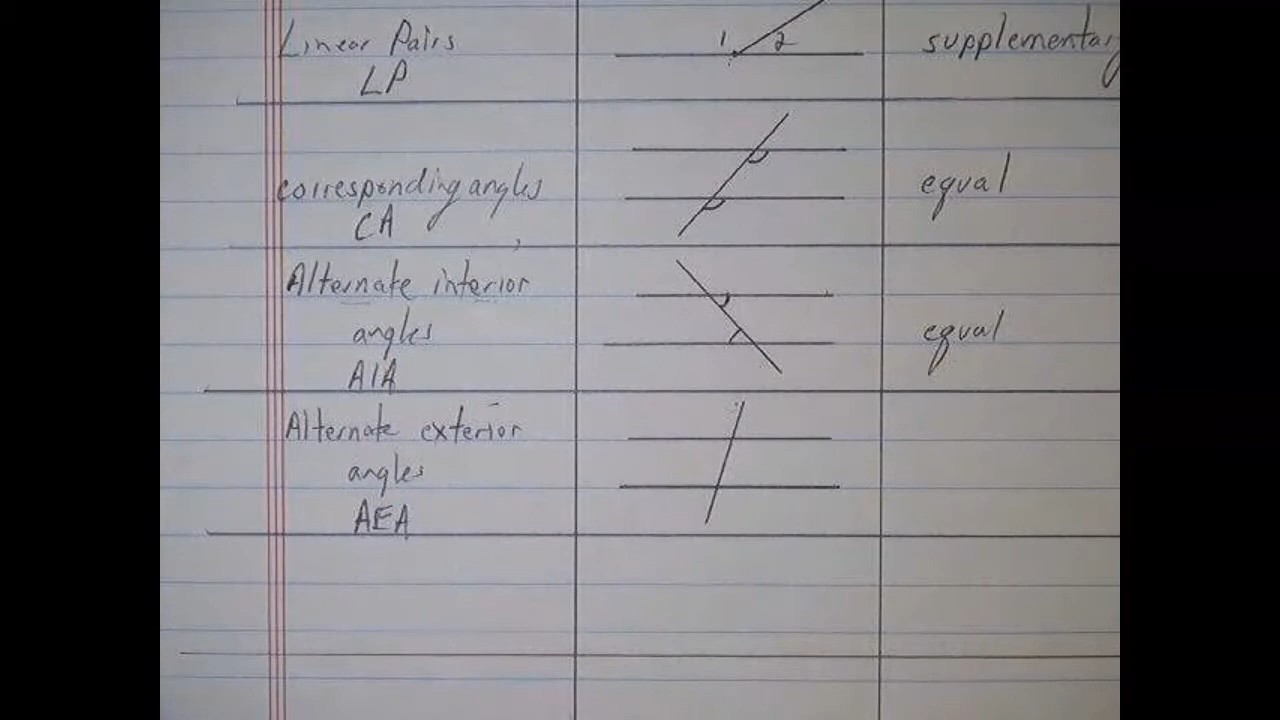 Linear Pairs
LP
1 2
supplementary
corresponding angles
CA
equal
Alternate interior
angles
AIA
equal
Alternate exterior
angles
AEA